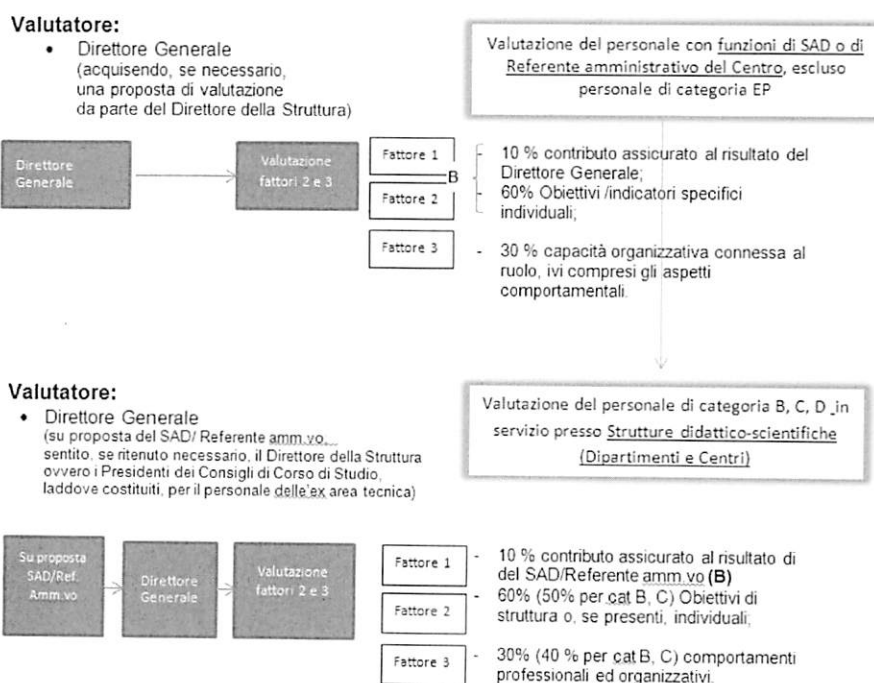 Valutatore:
• Direttore Generale
(acquisendo, se necessario,
una proposta di valutazione
da parte del Direttore della Struttura)
Valutazione del personale con funzioni di SAD o di
Referente amministrativo del Centro, escluso
personale di categoria EP
Direttore
Generale
Valutazione
fattori 2 e 3
Fattore 1
B
Fattore 2
Fattore 3
- 10 % contributo assicurato al risultato del
Direttore Generale;
- 60% Obiettivi /indicatori specifici
individuali;
- 30 % capacità organizzativa connessa al
ruolo, ivi compresi gli aspetti
comportamentali.
Valutatore:
• Direttore Generale
(su proposta del SAD/ Referente amm.vo,
sentito, se ritenuto necessario, il Direttore della Struttura
ovvero i Presidenti dei Consigli di Corso di Studio,
laddove costituiti, per il personale delle'ex area tecnica)
Valutazione del personale di categoria B, C, D in
servizio presso Strutture didattico-scientifiche
(Dipartimenti e Centri)
Su proposta
SAD/Ref.
Amm.vo
Direttore
Generale
Valutazione
fattori 2 e 3
Fattore 1
Fattore 2
Fattore 3
- 10 % contributo assicurato al risultato di
del SAD/Referente amm.vo (B)
- 60% (50% per cat B, C) Obiettivi di
struttura o, se presenti, individuali;
- 30% (40 % per cat B, C) comportamenti
professionali ed organizzativi.